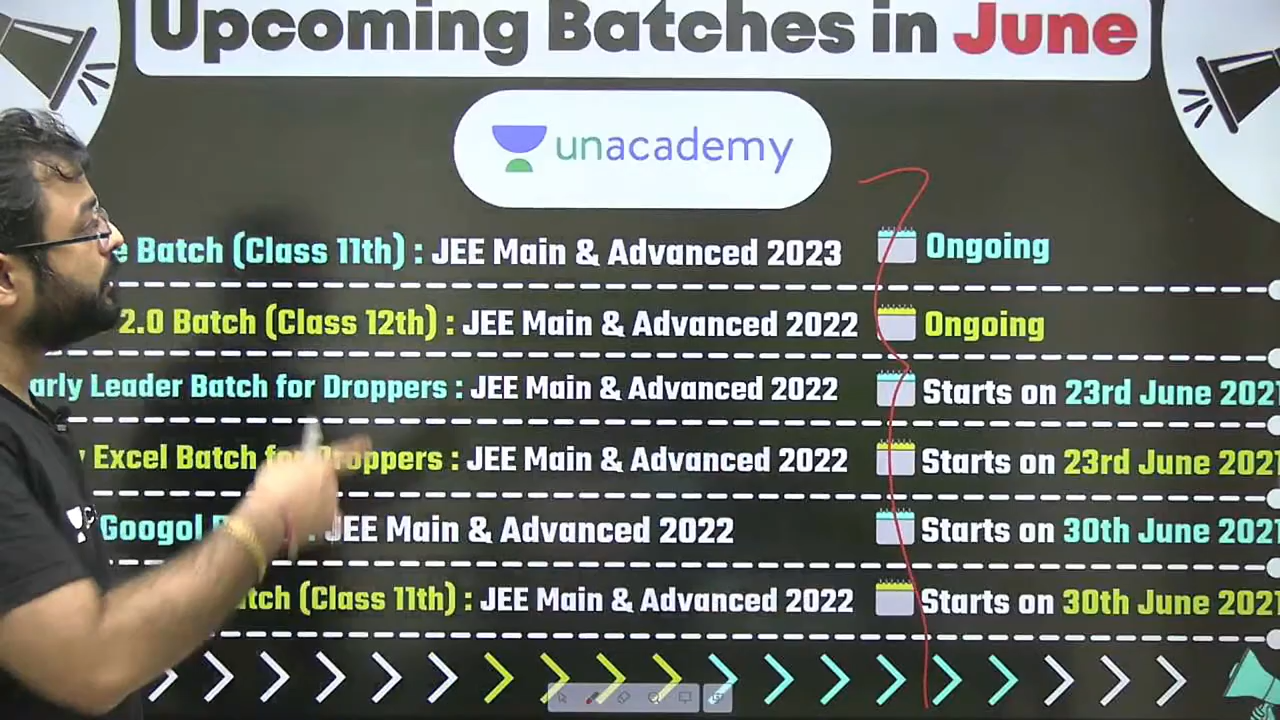 Upcoming Batches in June
unacademy
Batch (Class 11th) : JEE Main & Advanced 2023 Ongoing
2.0 Batch (Class 12th) : JEE Main & Advanced 2022 Ongoing
Leader Batch for Droppers : JEE Main & Advanced 2022 Starts on 23rd June 2021
Excel Batch for Droppers : JEE Main & Advanced 2022 Starts on 23rd June 2021
Googol : JEE Main & Advanced 2022 Starts on 30th June 2021
(Class 11th) : JEE Main & Advanced 2022 Starts on 30th June 2021